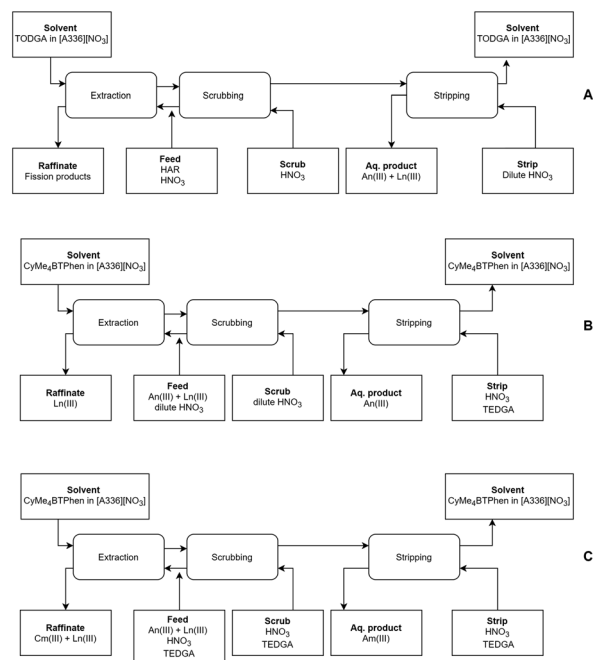 Solvent
TODGA in [A336][NO₃]
Solvent
TODGA in [A336][NO₃]
Extraction
Scrubbing
Stripping
A
Raffinate
Fission products
Feed
HAR
HNO₃
Scrub
HNO₃
Aq. product
An(III) + Ln(III)
Strip
Dilute HNO₃
Solvent
CyMe₄BTPhen in [A336][NO₃]
Solvent
CyMe₄BTPhen in [A336][NO₃]
Extraction
Scrubbing
Stripping
B
Raffinate
Ln(III)
Feed
An(III) + Ln(III)
dilute HNO₃
Scrub
dilute HNO₃
Aq. product
An(III)
Strip
HNO₃
TEDGA
Solvent
CyMe₄BTPhen in [A336][NO₃]
Solvent
CyMe₄BTPhen in [A336][NO₃]
Extraction
Scrubbing
Stripping
C
Raffinate
Cm(III) + Ln(III)
Feed
An(III) + Ln(III)
HNO₃
TEDGA
Scrub
HNO₃
TEDGA
Aq. product
Am(III)
Strip
HNO₃
TEDGA